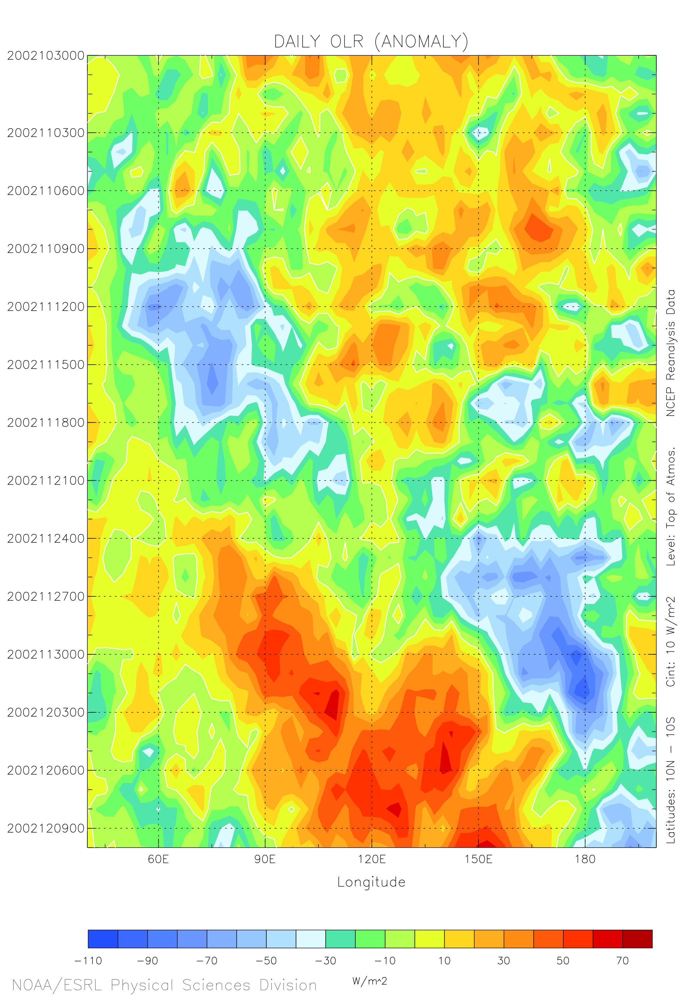 DAILY OLR (ANOMALY)
2002103000
2002110300
2002110600
2002110900
2002111200
2002111500
2002111800
2002112100
2002112400
2002112700
2002113000
2002120300
2002120600
2002120900
60E 90E 120E 150E 180
Longitude
Latitudes: 10N - 10S Cint: 10 W/m^2 Level: Top of Atmos. NCEP Reanalysis Data
-110 -90 -70 -50 -30 -10 10 30 50 70
W/m^2
NOAA/ESRL Physical Sciences Division